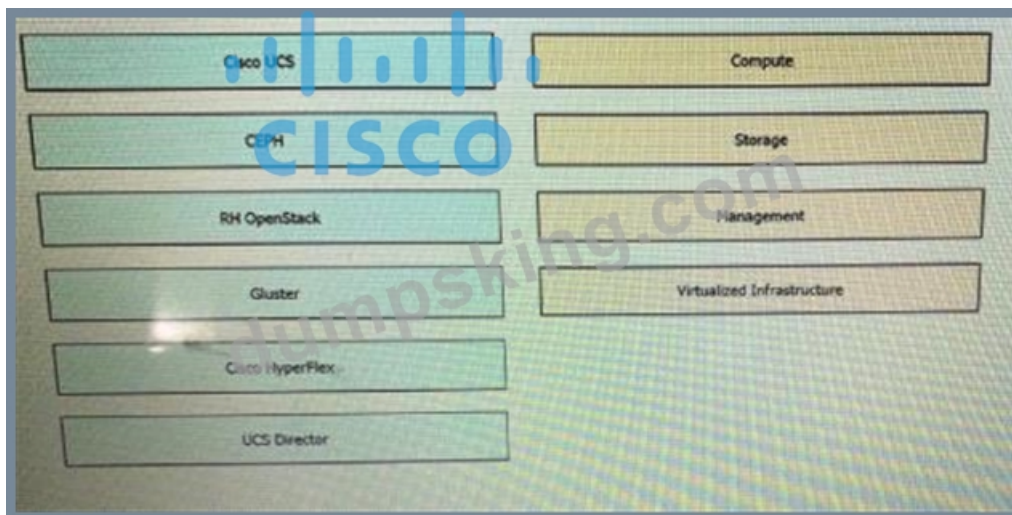 Cisco UCS
Compute
CISCO
CEPH
Storage
RH OpenStack
Management
Gluster
Virtualized Infrastructure
Cisco HyperFlex
UCS Director
dumpsking.com